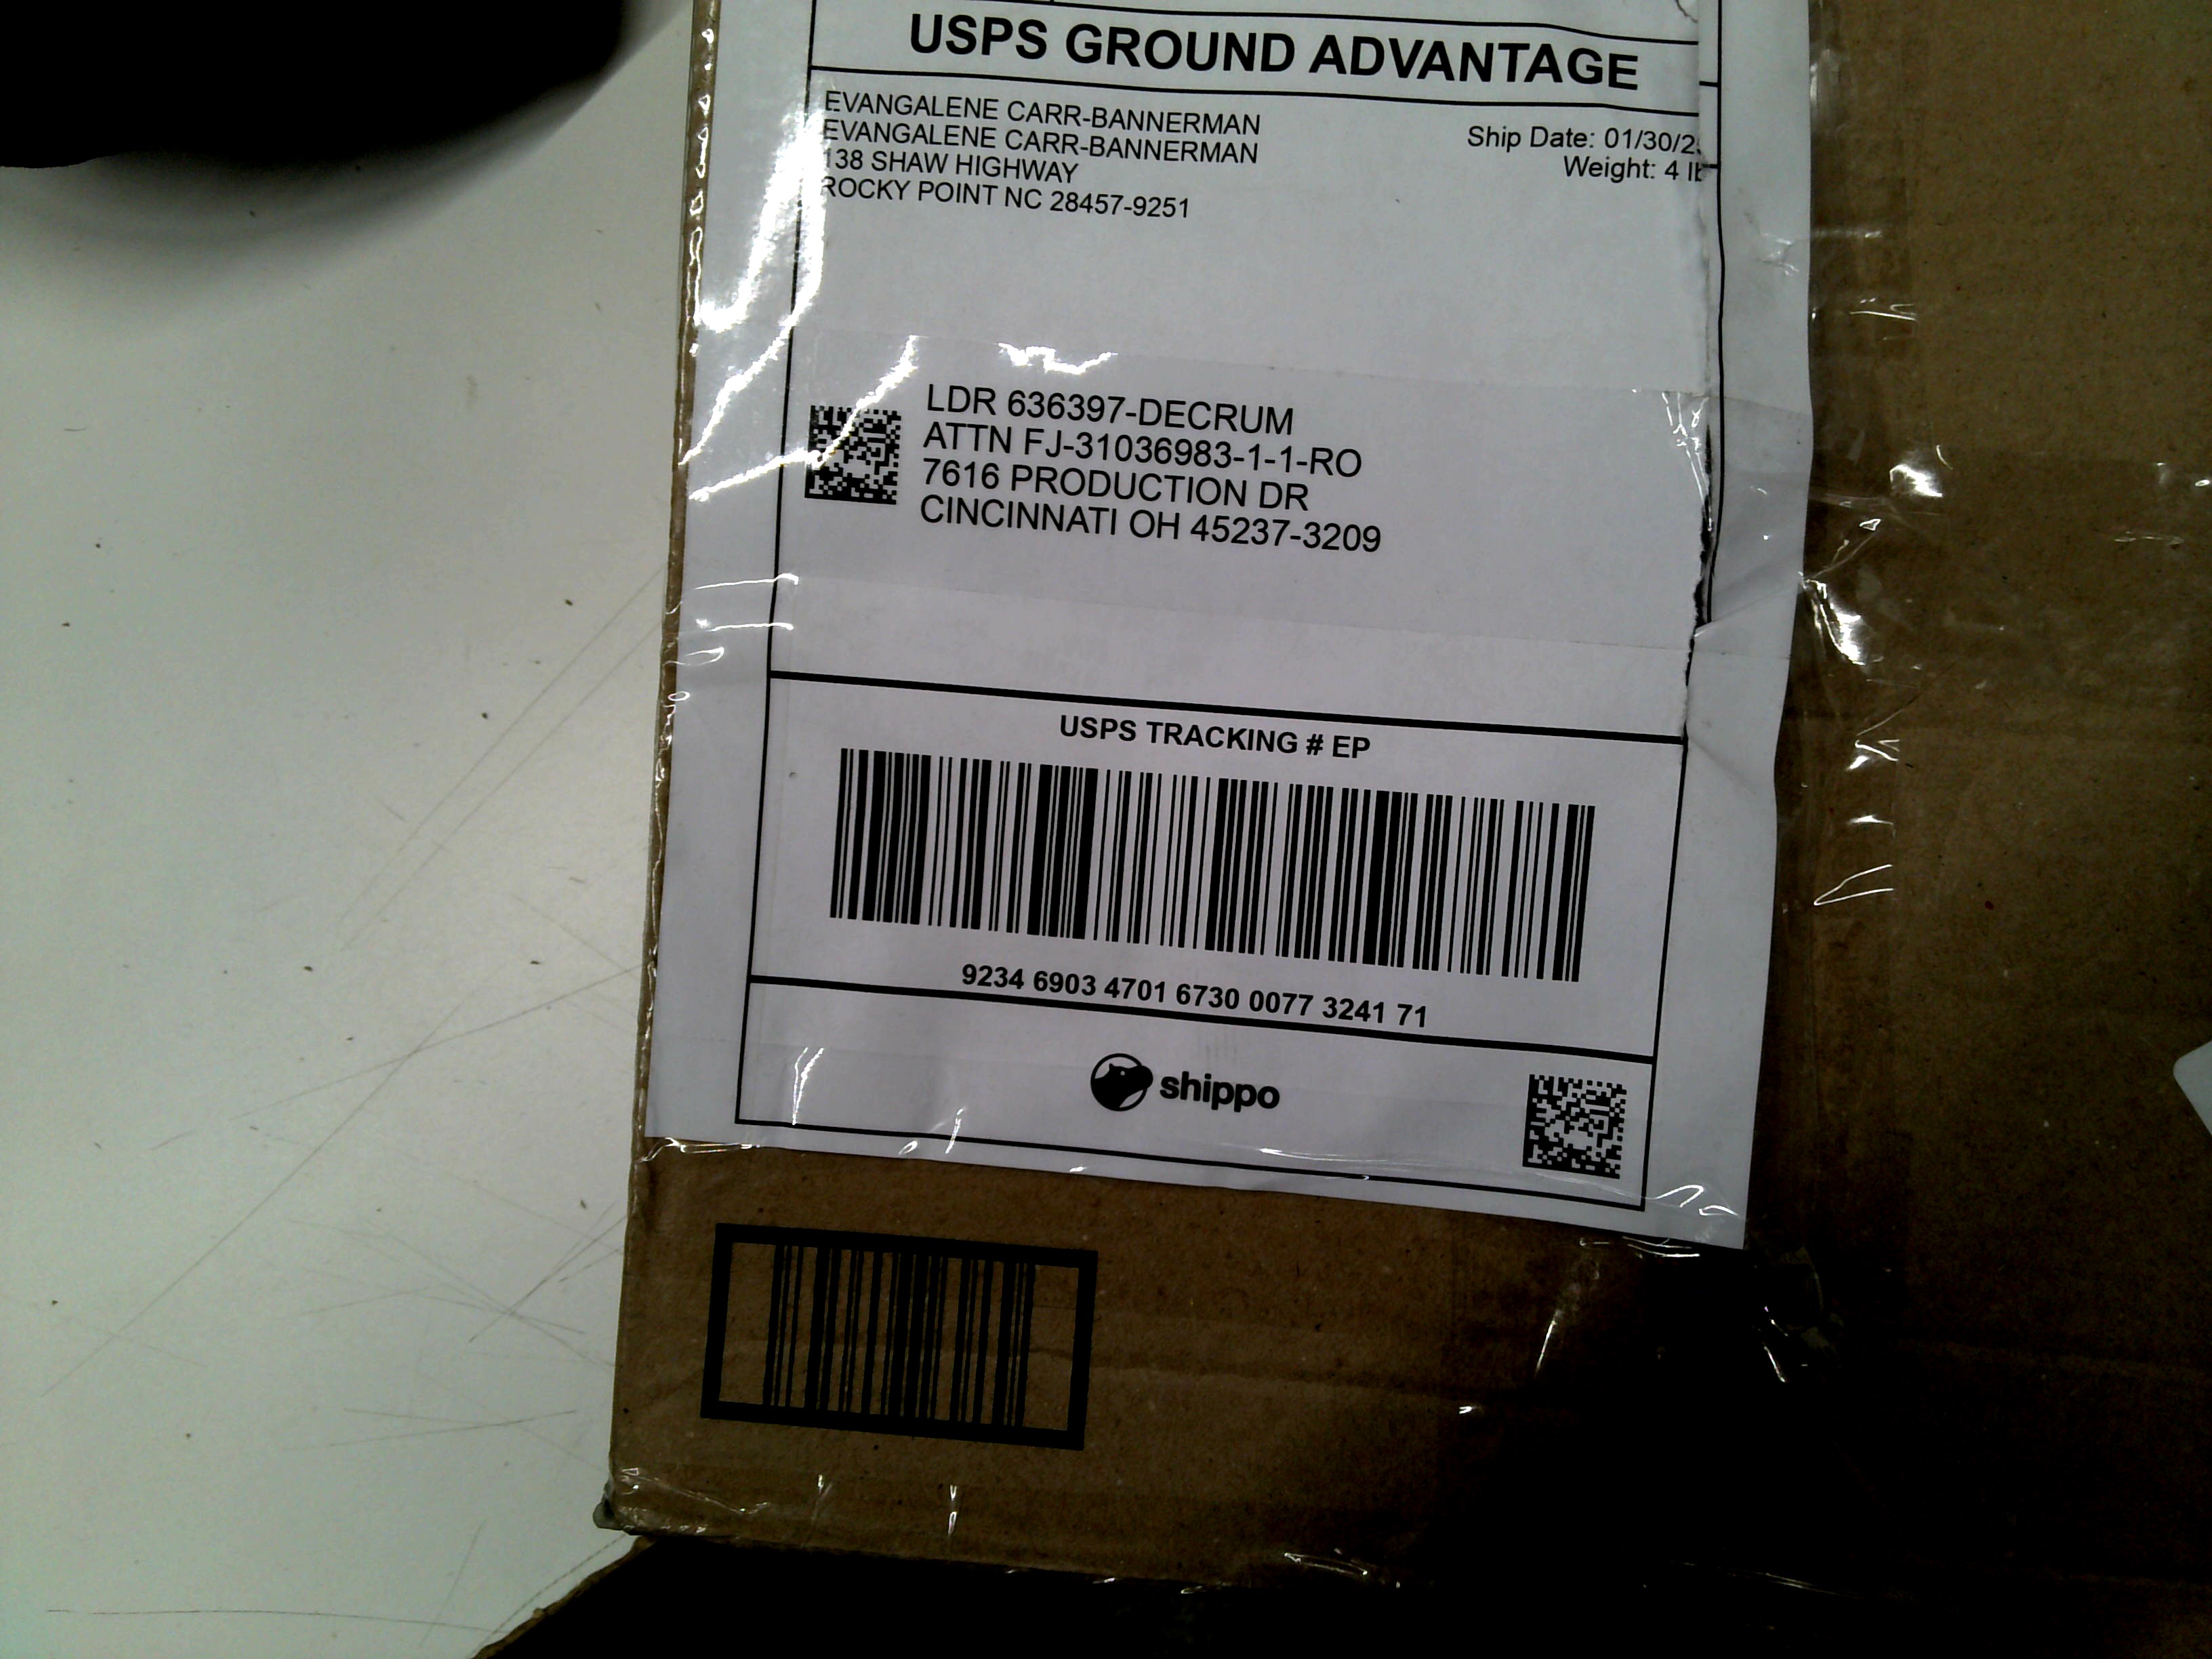 USPS GROUND ADVANTAGE
EVANGALENE CARR-BANNERMAN
EVANGALENE CARR-BANNERMAN
138 SHAW HIGHWAY
ROCKY POINT NC 28457-9251
Ship Date: 01/30/2
Weight: 4 lb
LDR 636397-DECRUM
ATTN FJ-31036983-1-1-RO
7616 PRODUCTION DR
CINCINNATI OH 45237-3209
USPS TRACKING # EP
9234 6903 4701 6730 0077 3241 71
shippo